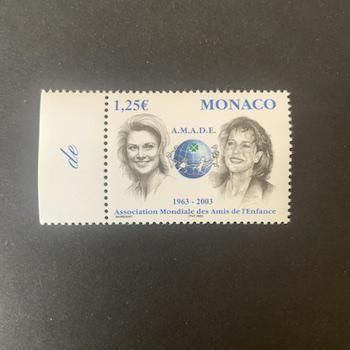 de
1,25€ MONACO
A.M.A.D.E.
1963 - 2003
Association Mondiale des Amis de l'Enfance